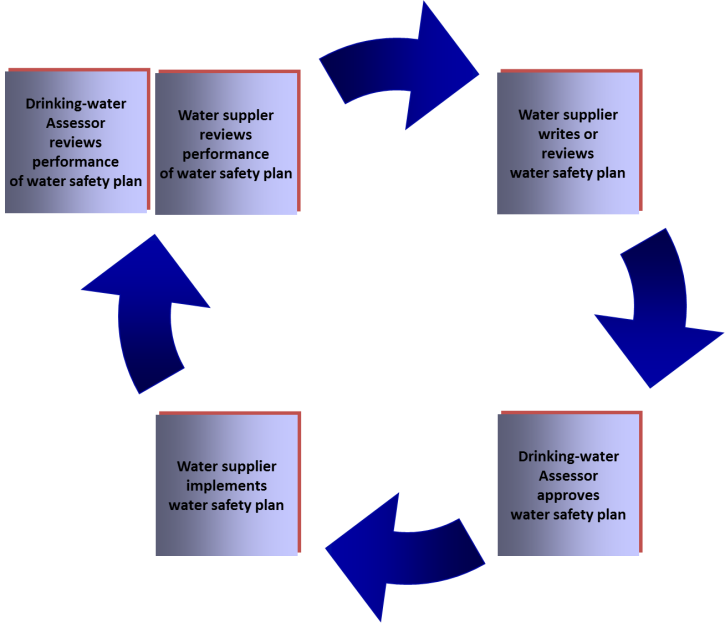 Drinking-water
Assessor
reviews
performance
of water safety plan
Water suppler
reviews
performance
of water safety plan
Water supplier
writes or
reviews
water safety plan
Drinking-water
Assessor
approves
water safety plan
Water supplier
implements
water safety plan